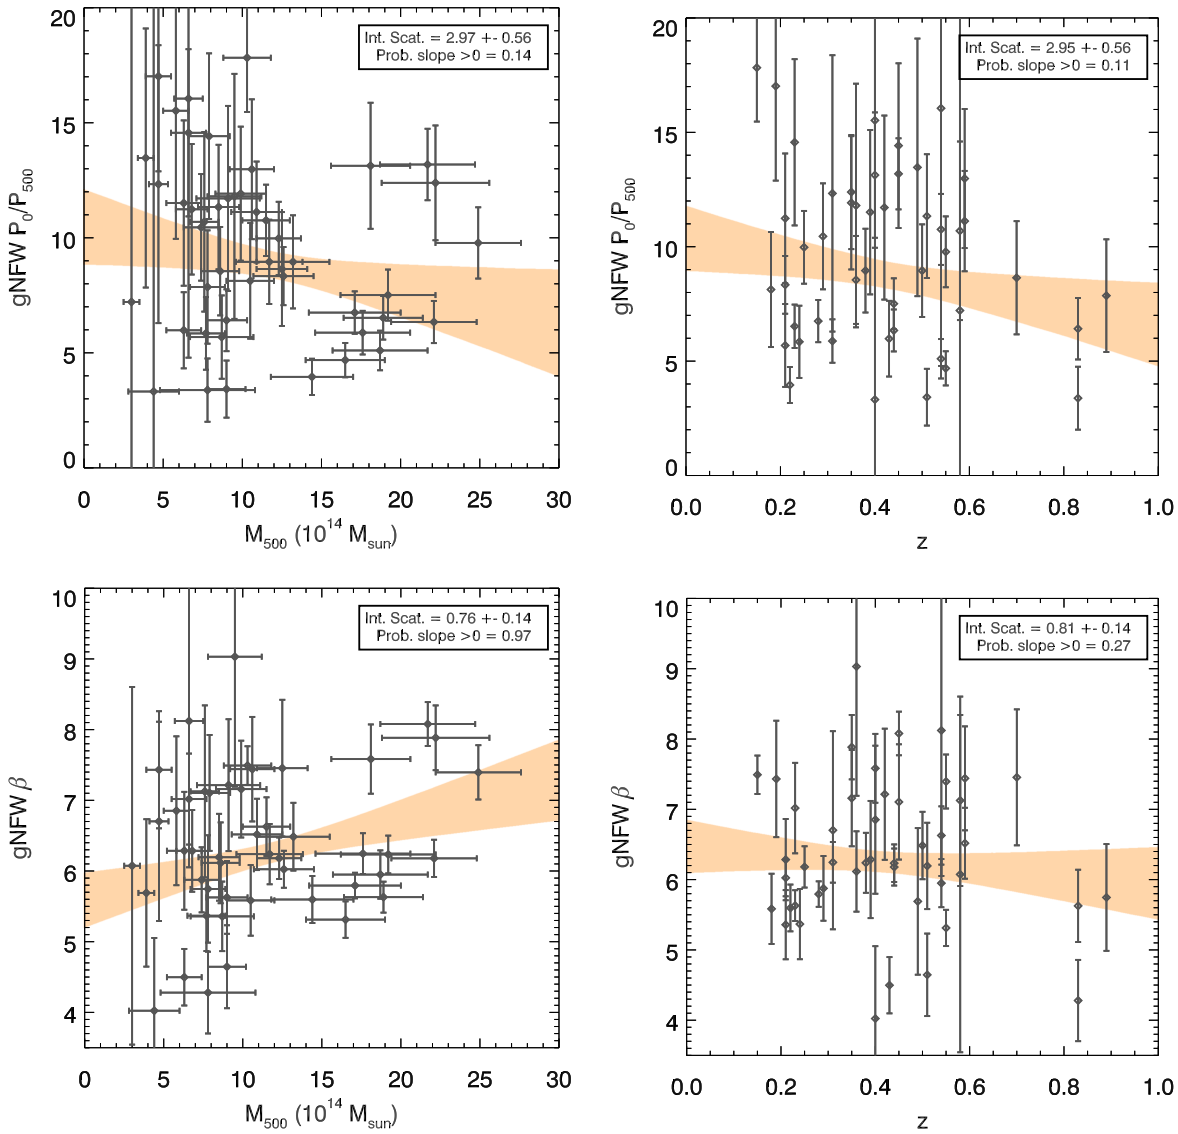 20
15
10
5
0
gNFW P0/P500
Int. Scat. = 2.97 +- 0.56
Prob. slope >0 = 0.14
0 5 10 15 20 25 30
M500 (10^14 Msun)
20
15
10
5
0
gNFW P0/P500
Int. Scat. = 2.95 +- 0.56
Prob. slope >0 = 0.11
0.0 0.2 0.4 0.6 0.8 1.0
z
10
9
8
7
6
5
4
gNFW β
Int. Scat. = 0.76 +- 0.14
Prob. slope >0 = 0.97
0 5 10 15 20 25 30
M500 (10^14 Msun)
10
9
8
7
6
5
4
gNFW β
Int. Scat. = 0.81 +- 0.14
Prob. slope >0 = 0.27
0.0 0.2 0.4 0.6 0.8 1.0
z